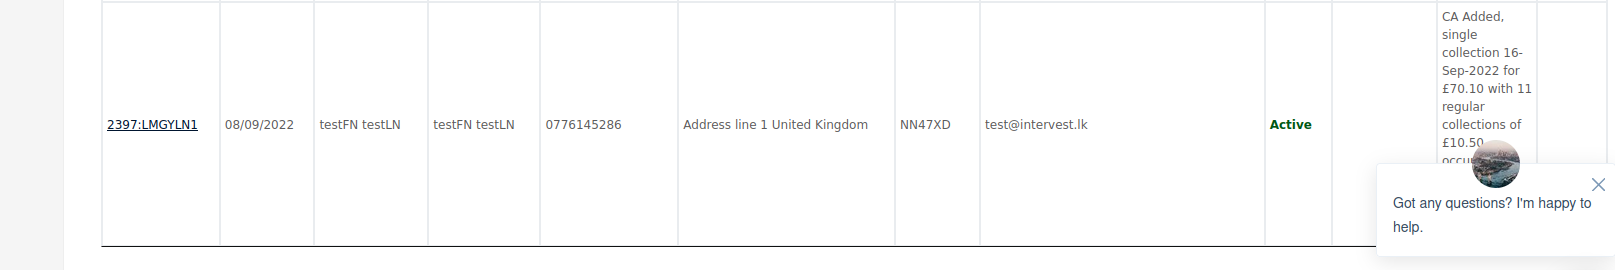 CA Added,
single
collection 16-
Sep-2022 for
£70.10 with 11
regular
collections of
£10.50
2397:LMGYLN1 08/09/2022 testFN testLN testFN testLN 0776145286 Address line 1 United Kingdom NN47XD test@intervest.lk Active
Got any questions? I'm happy to
help.